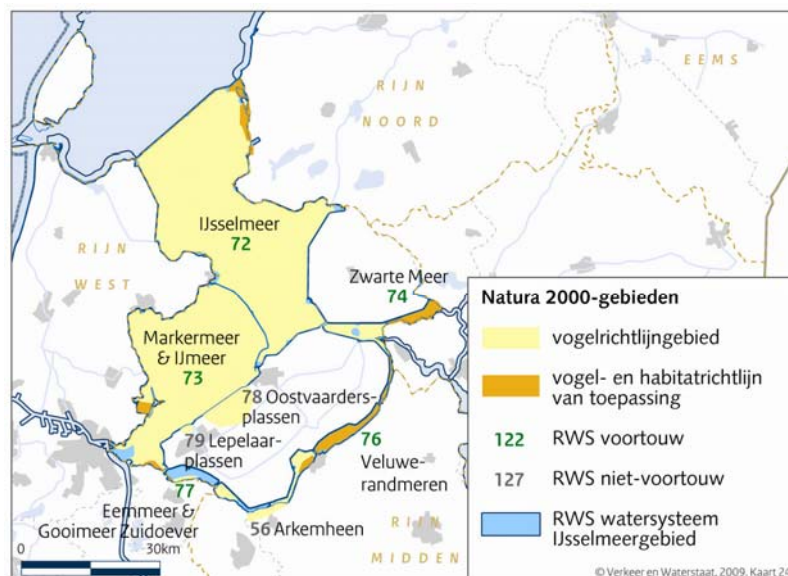 EEMS
RIJN
NOORD
IJsselmeer
72
RIJN
WEST
Zwarte Meer
74
Markermeer
& IJmeer
73
78 Oostvaarders-
plassen
79 Lepelaar-
plassen
76
Veluwe-
randmeren
77
Eemmeer &
Gooimeer Zuidoever
56 Arkemheen
RIJN
MIDDEN
0 30km
Natura 2000-gebieden
vogelrichtlijngebied
vogel- en habitatrichtlijn
van toepassing
122 RWS voortouw
127 RWS niet-voortouw
RWS watersysteem
IJsselmeergebied
© Verkeer en Waterstaat, 2009. Kaart 24